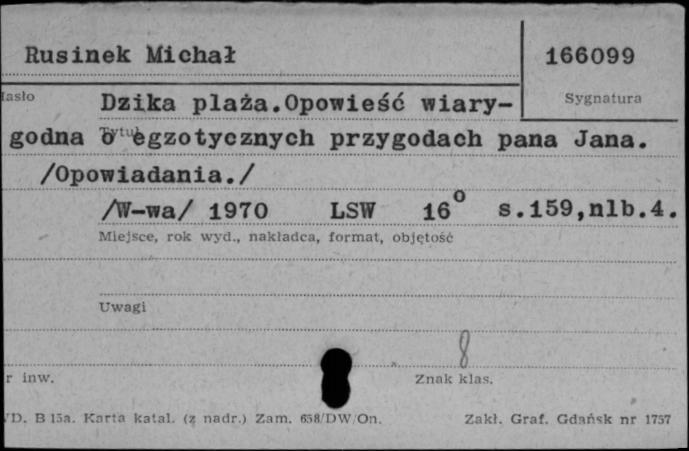 Rusinek Michał
166099
Hasło
Sygnatura
Dzika plaża.Opowieść wiary-
Tytuł
godna o egzotycznych przygodach pana Jana.
/Opowiadania./
/W-wa/ 1970 LSW 16° s.159,nlb.4.
Miejsce, rok wyd., nakładca, format, objętość
Uwagi
8
r inw.
Znak klas.
D. B 15a. Karta katal. (z nadr.) Zam. 658/DW/On.
Zakł. Graf. Gdańsk nr 1757